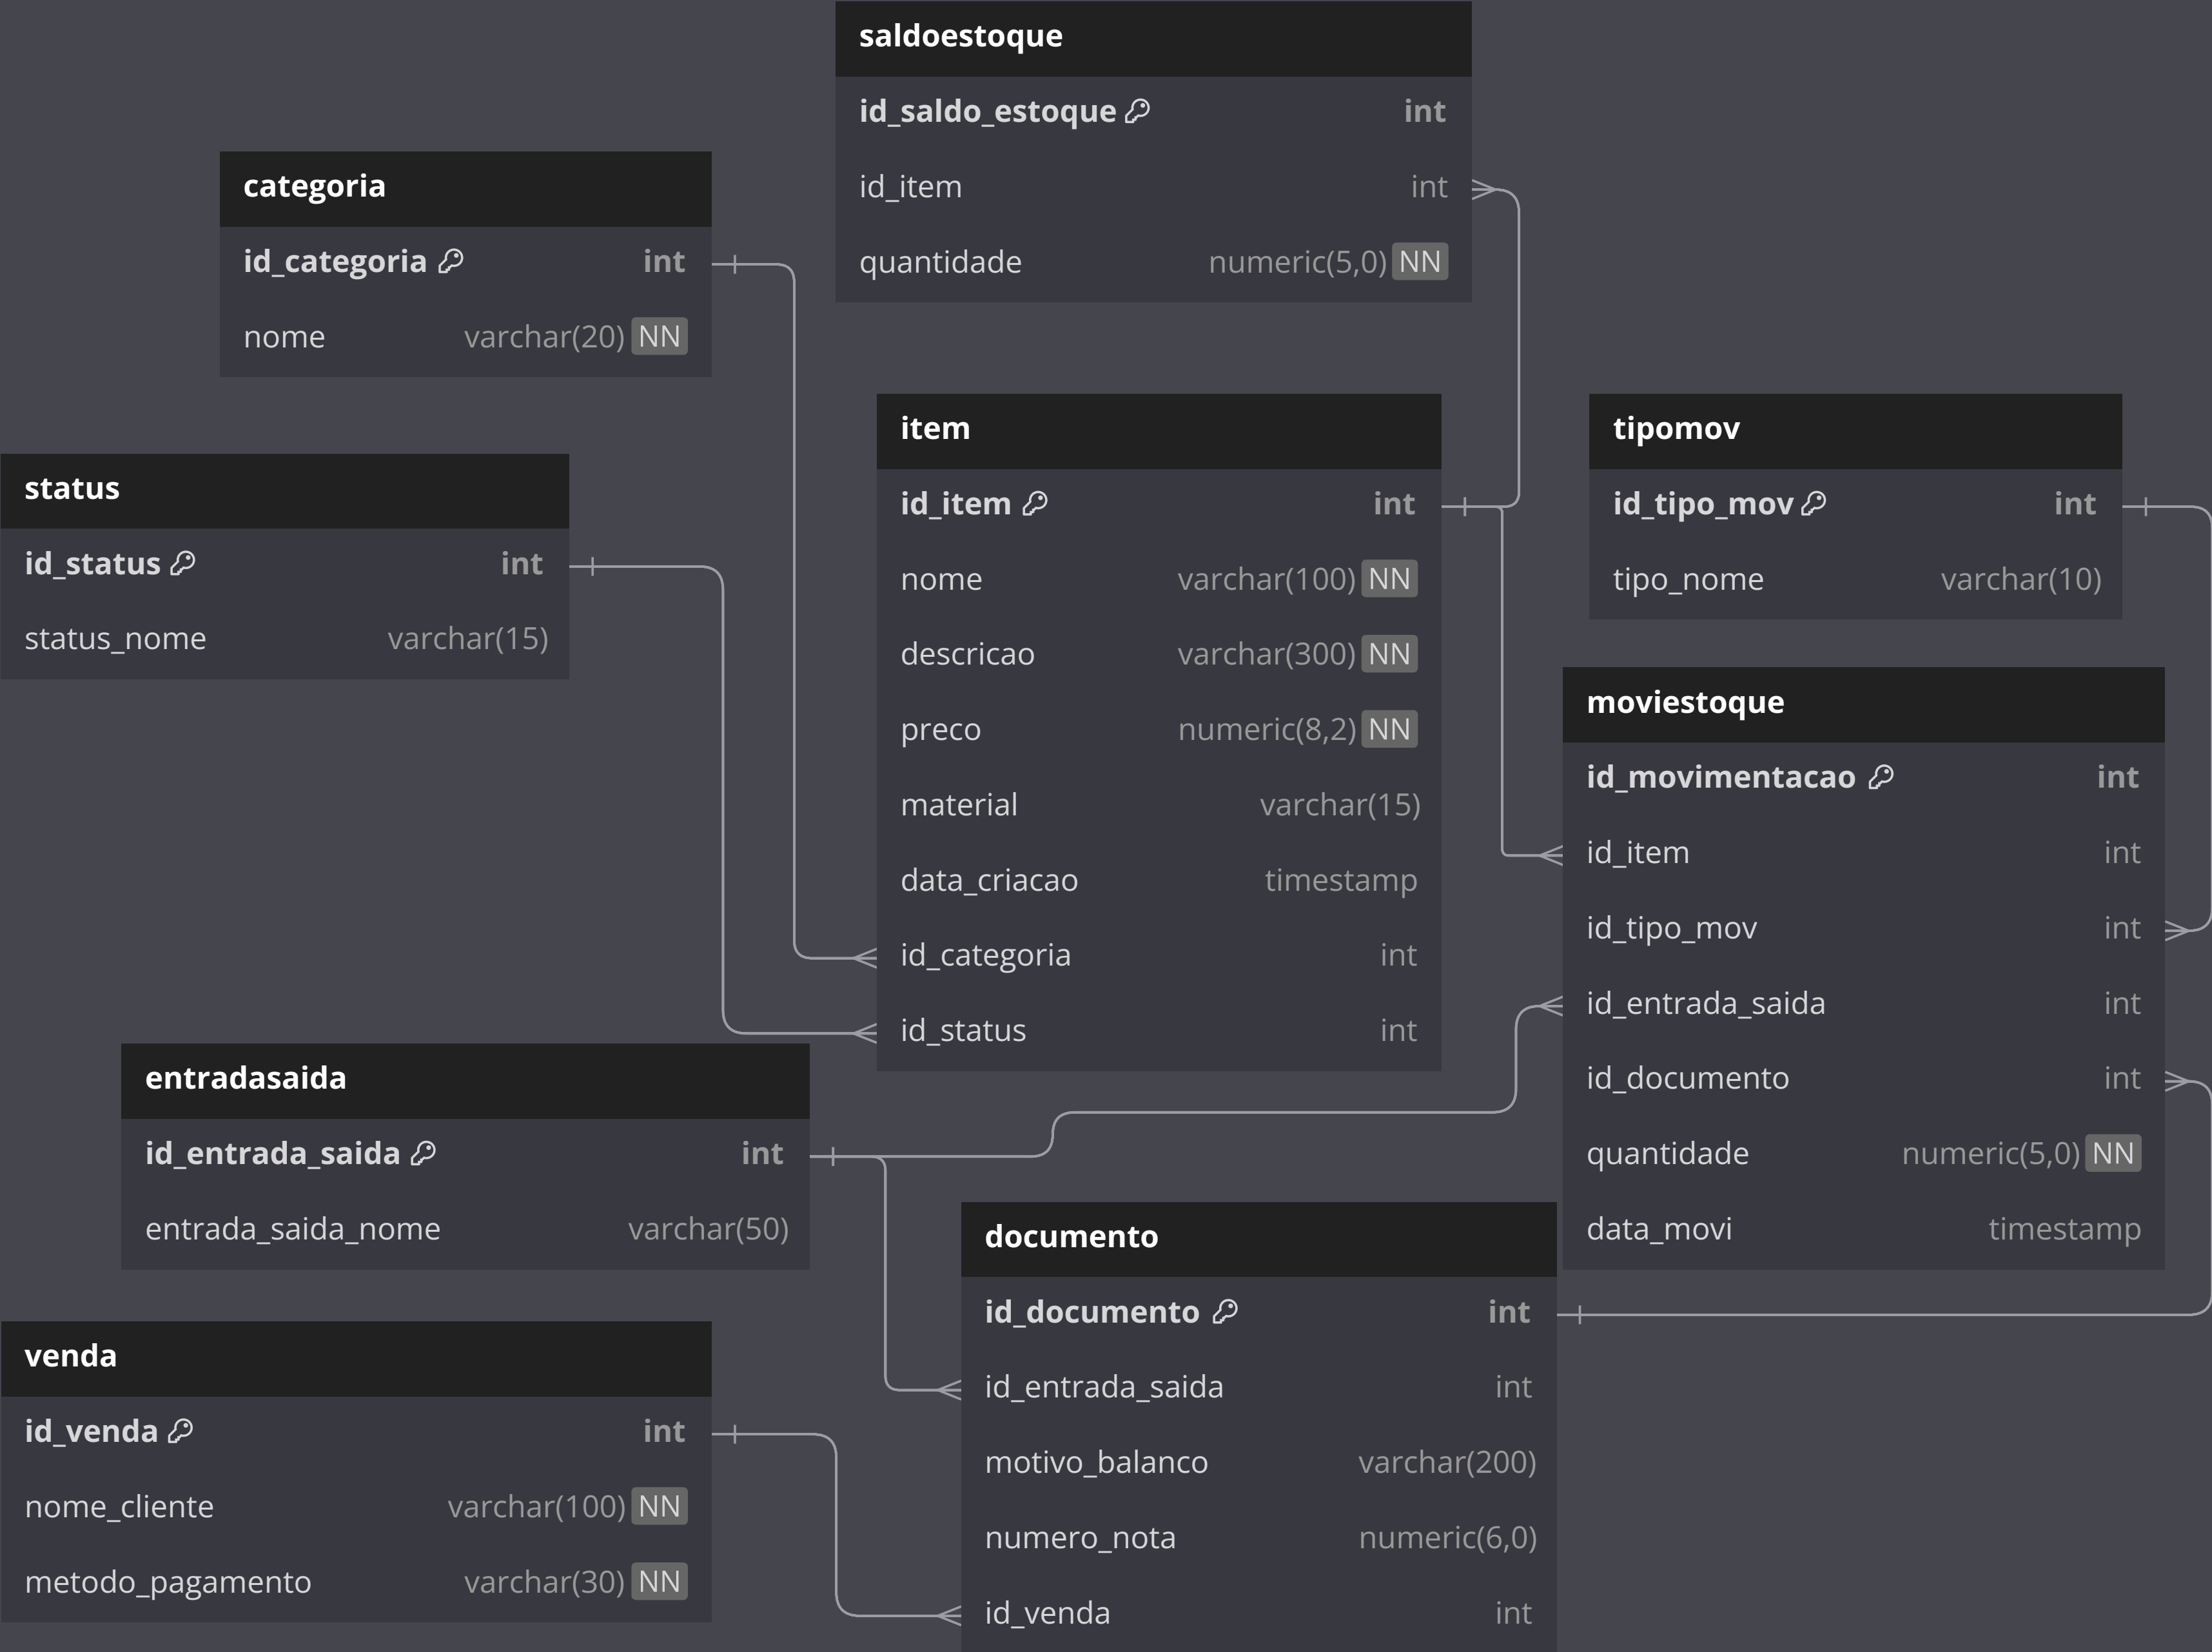 saldoestoque
id_saldo_estoque int
id_item int
quantidade numeric(5,0) NN
categoria
id_categoria int
nome varchar(20) NN
status
id_status int
status_nome varchar(15)
item
id_item int
nome varchar(100) NN
descricao varchar(300) NN
preco numeric(8,2) NN
material varchar(15)
data_criacao timestamp
id_categoria int
id_status int
tipomov
id_tipo_mov int
tipo_nome varchar(10)
moviestoque
id_movimentacao int
id_item int
id_tipo_mov int
id_entrada_saida int
id_documento int
quantidade numeric(5,0) NN
data_movi timestamp
entradasaida
id_entrada_saida int
entrada_saida_nome varchar(50)
documento
id_documento int
id_entrada_saida int
motivo_balanco varchar(200)
numero_nota numeric(6,0)
id_venda int
venda
id_venda int
nome_cliente varchar(100) NN
metodo_pagamento varchar(30) NN